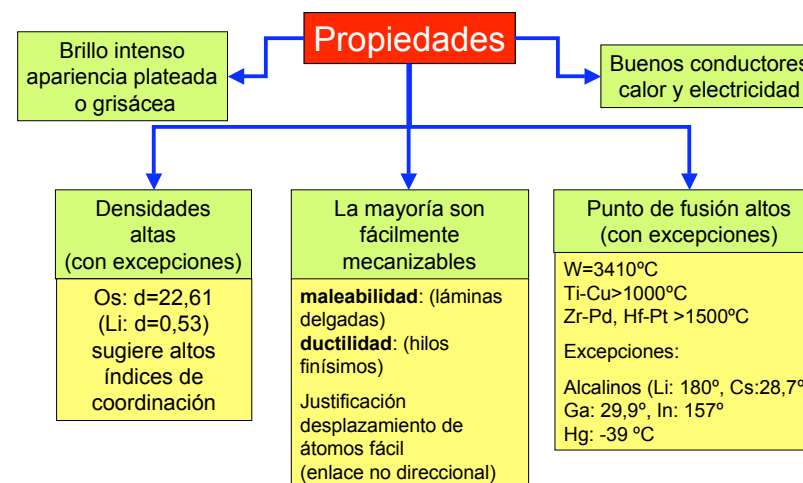 Propiedades
Brillo intenso
apariencia plateada
o grisácea
Buenos conductores
calor y electricidad
Densidades
altas
(con excepciones)
Os: d=22,61
(Li: d=0,53)
sugiere altos
índices de
coordinación
La mayoría son
fácilmente
mecanizables
maleabilidad: (láminas
delgadas)
ductilidad: (hilos
finísimos)
Justificación
desplazamiento de
átomos fácil
(enlace no direccional)
Punto de fusión altos
(con excepciones)
W=3410ºC
Ti-Cu>1000ºC
Zr-Pd, Hf-Pt >1500ºC
Excepciones:
Alcalinos (Li: 180º, Cs:28,7º
Ga: 29,9º, In: 157º
Hg: -39 ºC